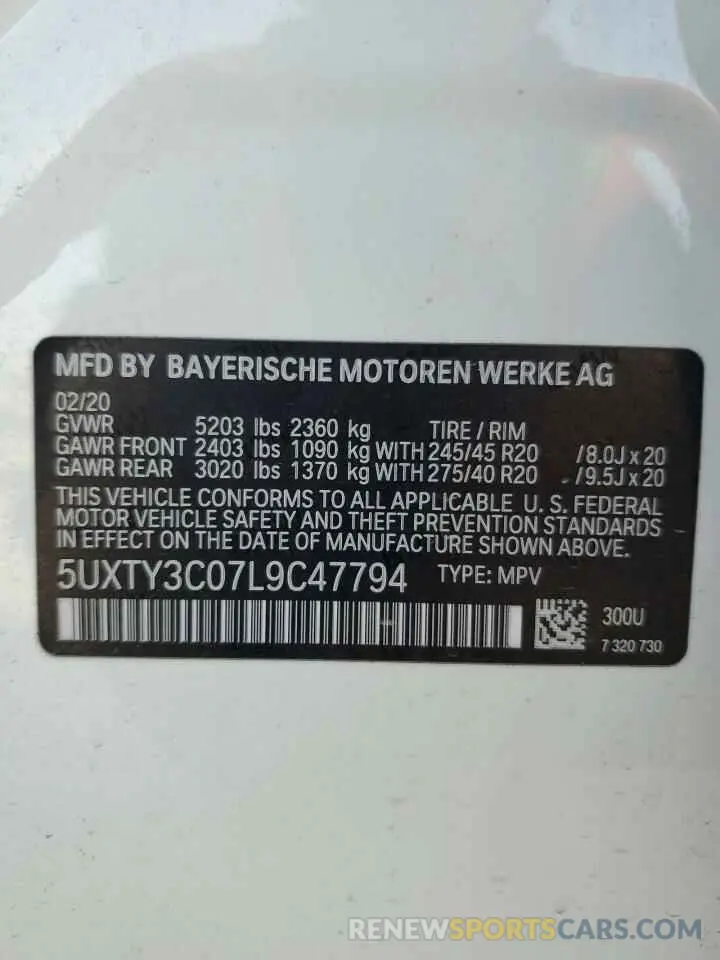 MFD BY BAYERISCHE MOTOREN WERKE AG
02/20
GVWR 5203 lbs 2360 kg TIRE / RIM
GAWR FRONT 2403 lbs 1090 kg WITH 245/45 R20 /8.0J x 20
GAWR REAR 3020 lbs 1370 kg WITH 275/40 R20 /9.5J x 20
THIS VEHICLE CONFORMS TO ALL APPLICABLE U. S. FEDERAL
MOTOR VEHICLE SAFETY AND THEFT PREVENTION STANDARDS
IN EFFECT ON THE DATE OF MANUFACTURE SHOWN ABOVE.
5UXTY3C07L9C47794 TYPE: MPV
300U
7 320 730
RENEWSPORTSCARS.COM